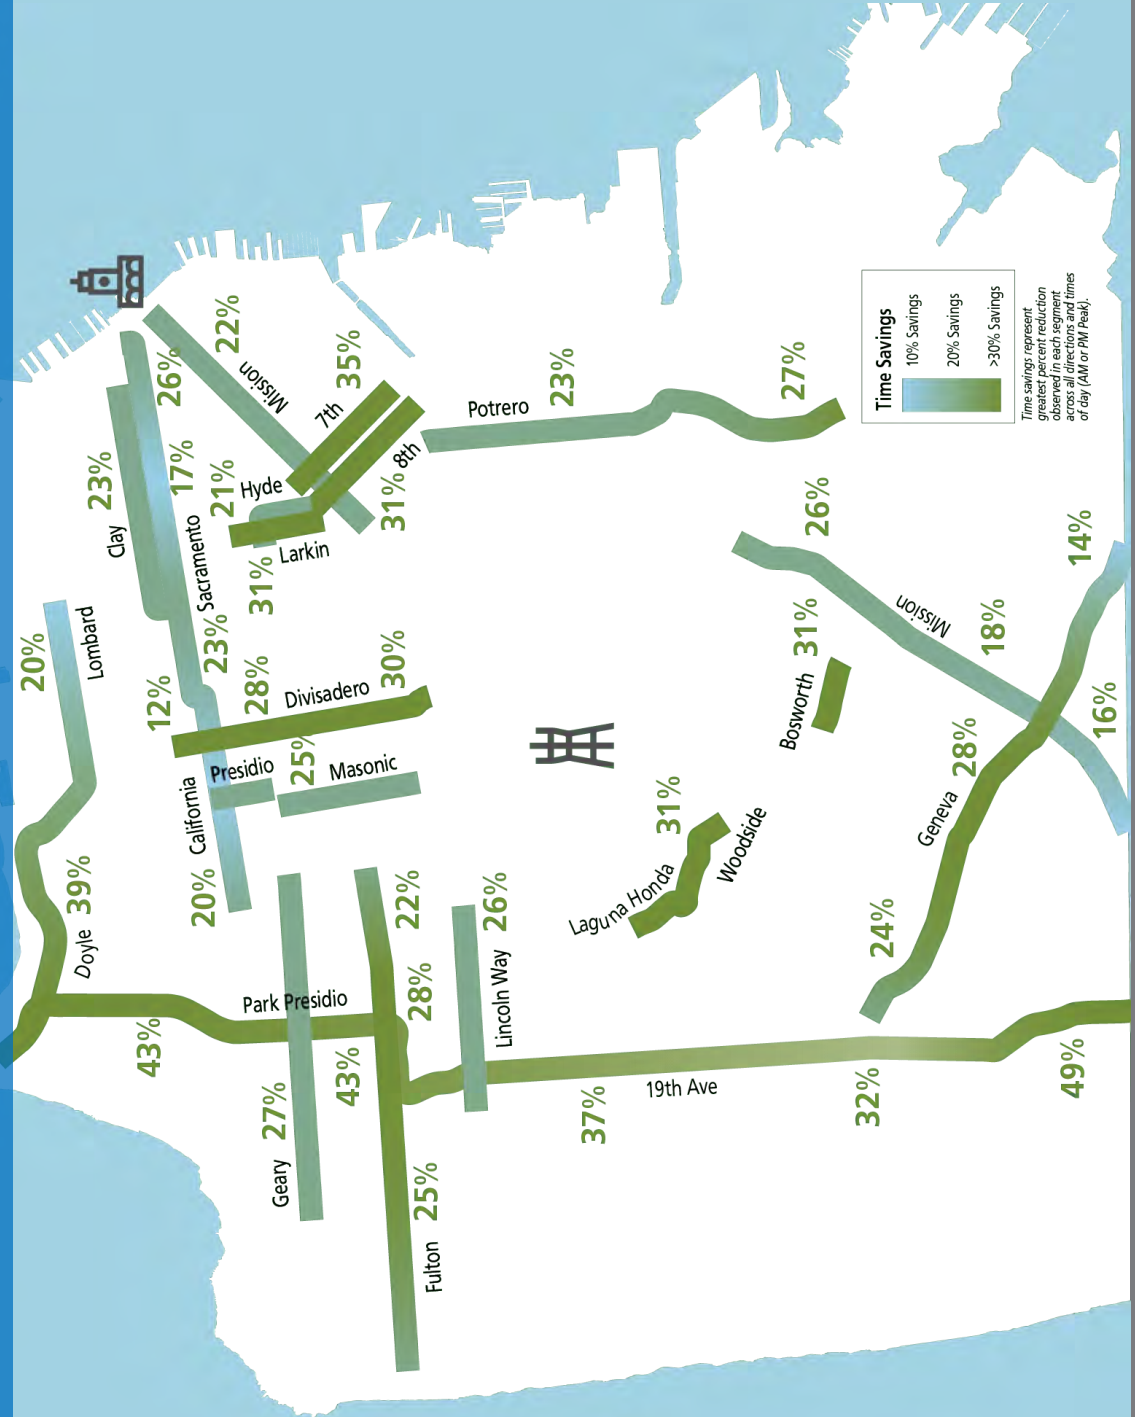 20%
Lombard
Doyle
39%
43%
Park Presidio
43%
Clay
23%
26%
17%
Sacramento
23%
12%
California
20%
Mission
22%
7th
35%
8th
31%
Hyde
21%
Larkin
31%
Divisadero
28%
30%
Presidio
25%
Masonic
Geary
27%
Fulton
25%
28%
22%
Lincoln Way
26%
19th Ave
37%
32%
49%
Potrero
23%
27%
Laguna Honda
Woodside
31%
Bosworth
31%
Mission
26%
18%
16%
Geneva
24%
28%
14%
Time Savings
10% Savings
20% Savings
>30% Savings
Time savings represent
greatest percent reduction
observed in each segment
across all directions and times
of day (AM or PM Peak).